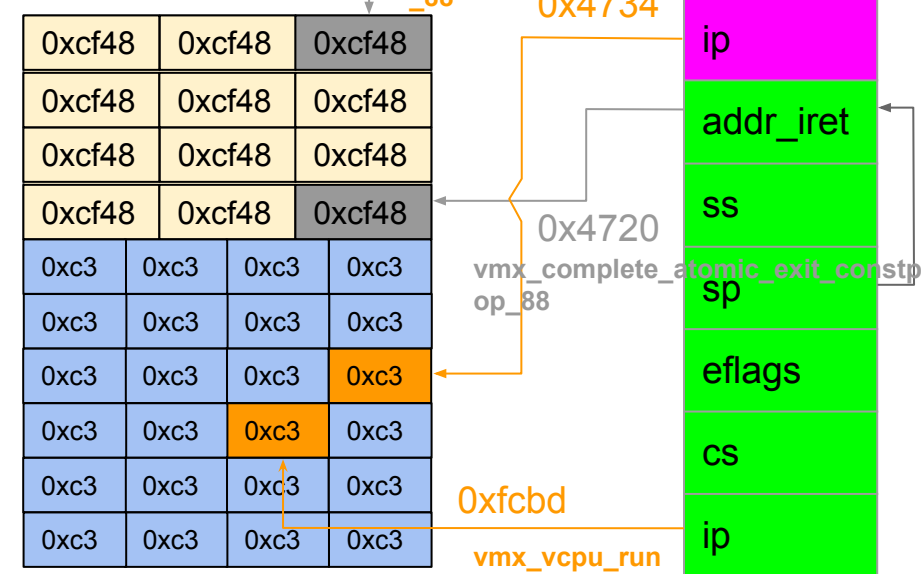 _88
0x4734
0xcf48 0xcf48 0xcf48
ip
0xcf48 0xcf48 0xcf48
addr_iret
0xcf48 0xcf48 0xcf48
0xcf48 0xcf48 0xcf48
ss
0x4720
0xc3 0xc3 0xc3 0xc3
vmx_complete_atomic_exit_constp
op_88
sp
0xc3 0xc3 0xc3 0xc3
0xc3 0xc3 0xc3 0xc3
eflags
0xc3 0xc3 0xc3 0xc3
cs
0xc3 0xc3 0xc3 0xc3
0xfcbd
0xc3 0xc3 0xc3 0xc3
vmx_vcpu_run
ip